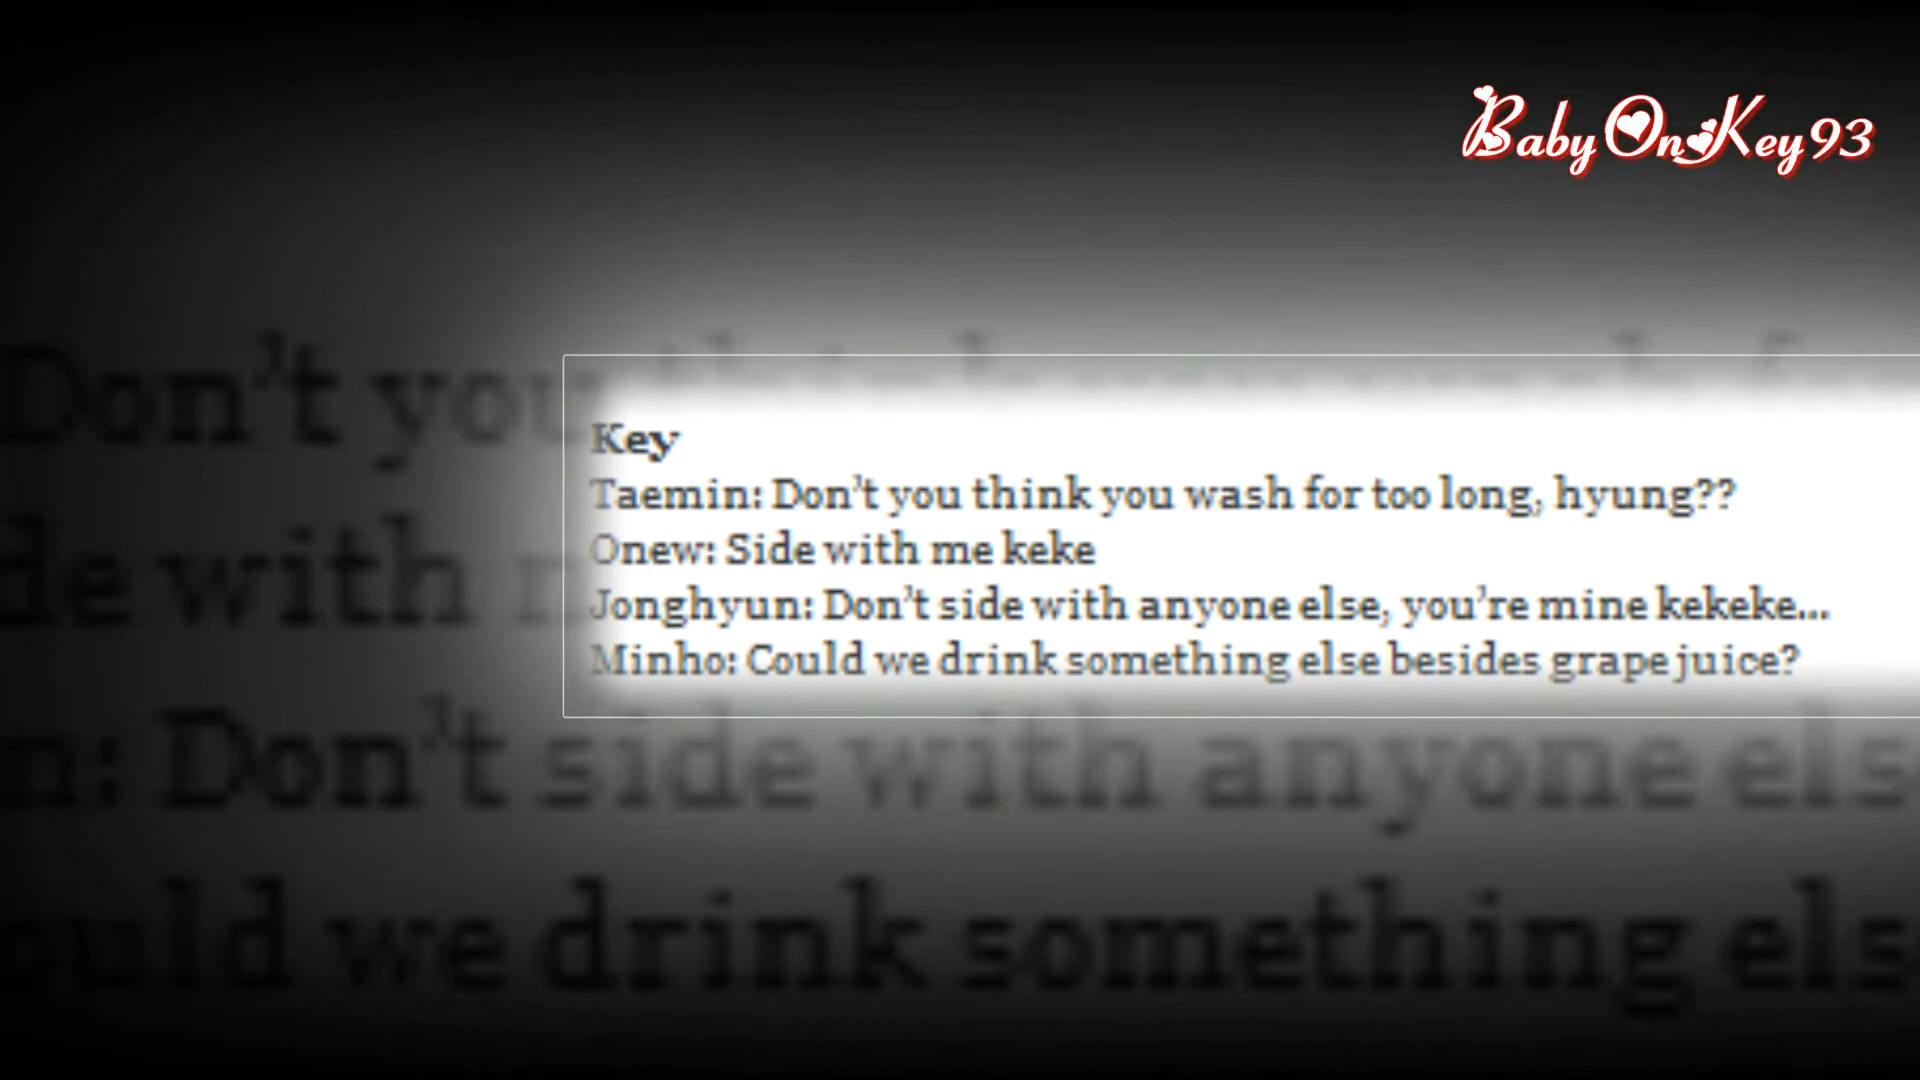 BabyOnKey93
Key
Taemin: Don't you think you wash for too long, hyung??
Onew: Side with me keke
Jonghyun: Don't side with anyone else, you're mine kekeke...
Minho: Could we drink something else besides grape juice?
Don't you
de with
n: Don't side with anyone els
ould we drink something els